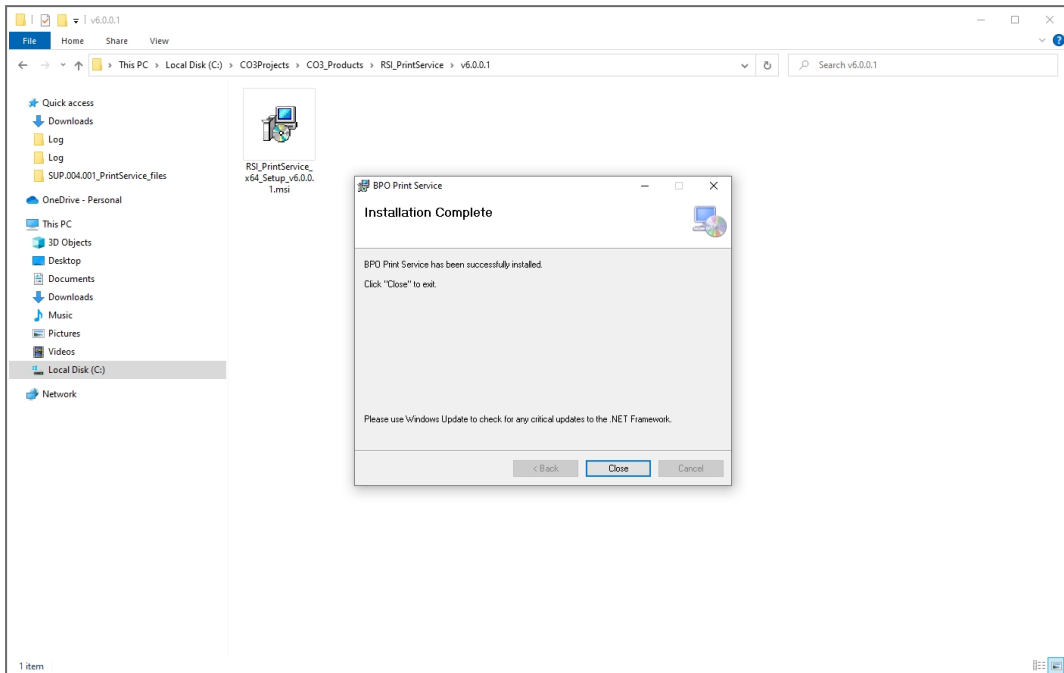 v6.0.0.1
File Home Share View
This PC > Local Disk (C:) > CO3Projects > CO3_Products > RSI_PrintService > v6.0.0.1
Search v6.0.0.1
Quick access
Downloads
Log
Log
SUP.004.001_PrintService_files
OneDrive - Personal
This PC
3D Objects
Desktop
Documents
Downloads
Music
Pictures
Videos
Local Disk (C:)
Network
RSI_PrintService_
x64_Setup_v6.0.0.
1.msi
BPO Print Service
Installation Complete
BPO Print Service has been successfully installed.
Click "Close" to exit.
Please use Windows Update to check for any critical updates to the .NET Framework.
< Back Close Cancel
1 item